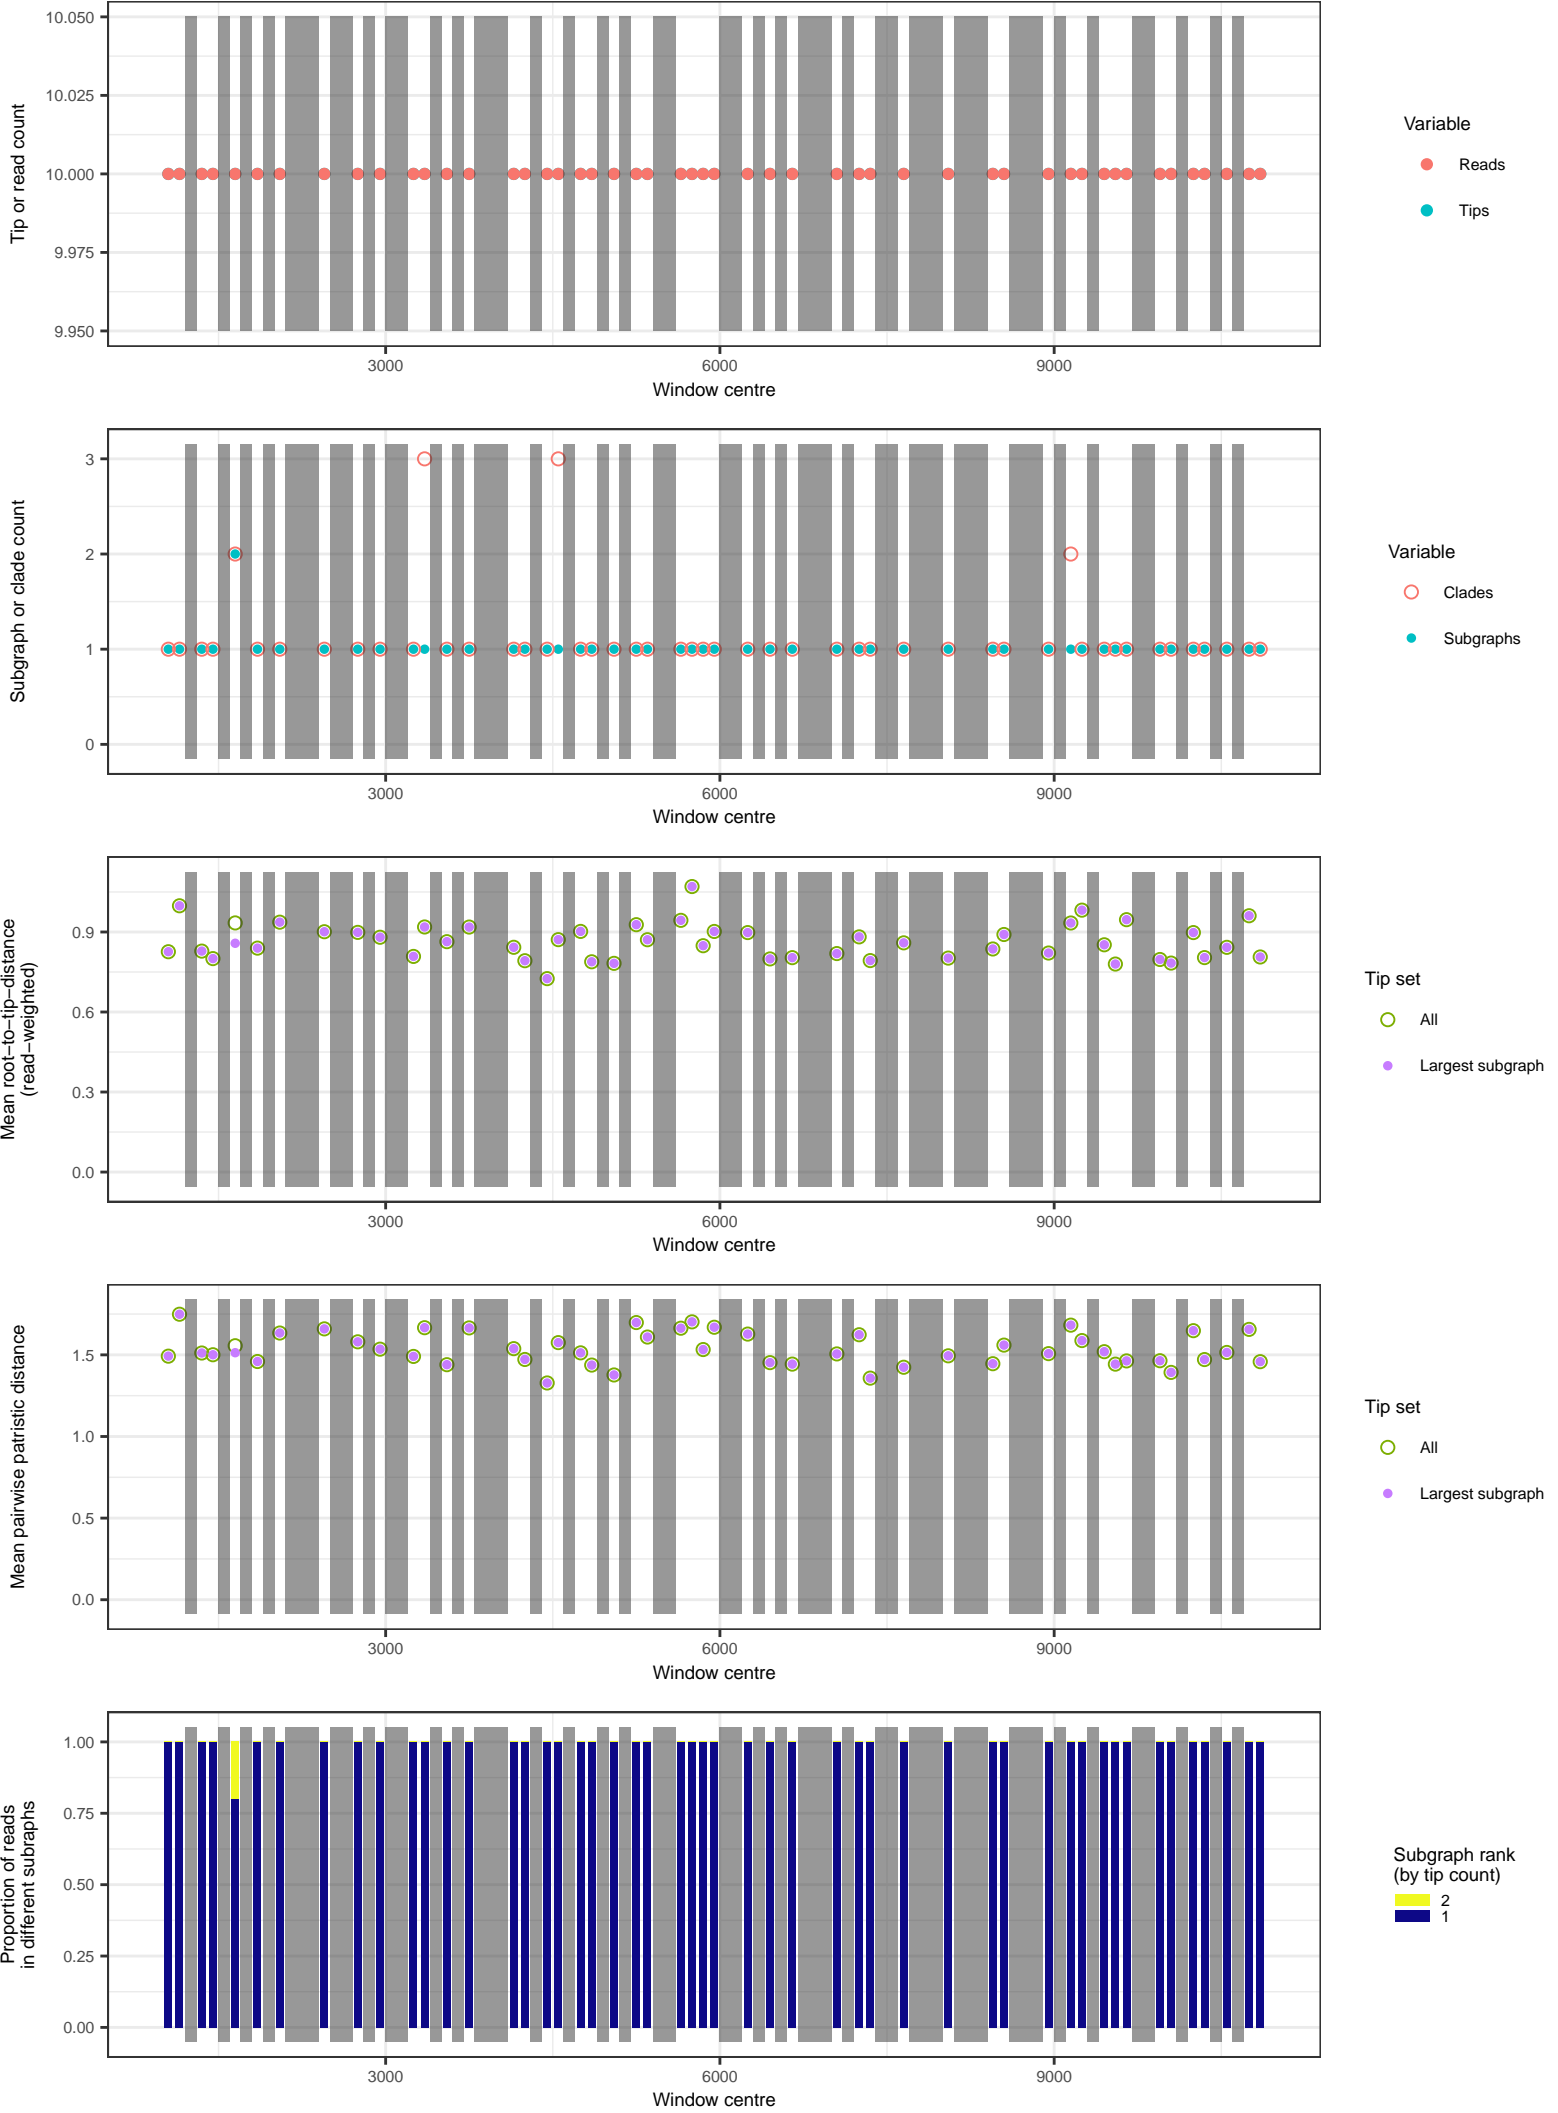 10.050
10.025
10.000
9.975
9.950
Tip or read count
3000
6000
9000
Window centre
Variable
Reads
Tips
3
2
1
0
Subgraph or clade count
3000
6000
9000
Window centre
Variable
Clades
Subgraphs
0.9
0.6
0.3
0.0
Mean root−to−tip−distance
(read−weighted)
3000
6000
9000
Window centre
Tip set
All
Largest subgraph
1.5
1.0
0.5
0.0
Mean pairwise patristic distance
3000
6000
9000
Window centre
Tip set
All
Largest subgraph
1.00
0.75
0.50
0.25
0.00
Proportion of reads
in different subraphs
3000
6000
9000
Window centre
Subgraph rank
(by tip count)
2
1